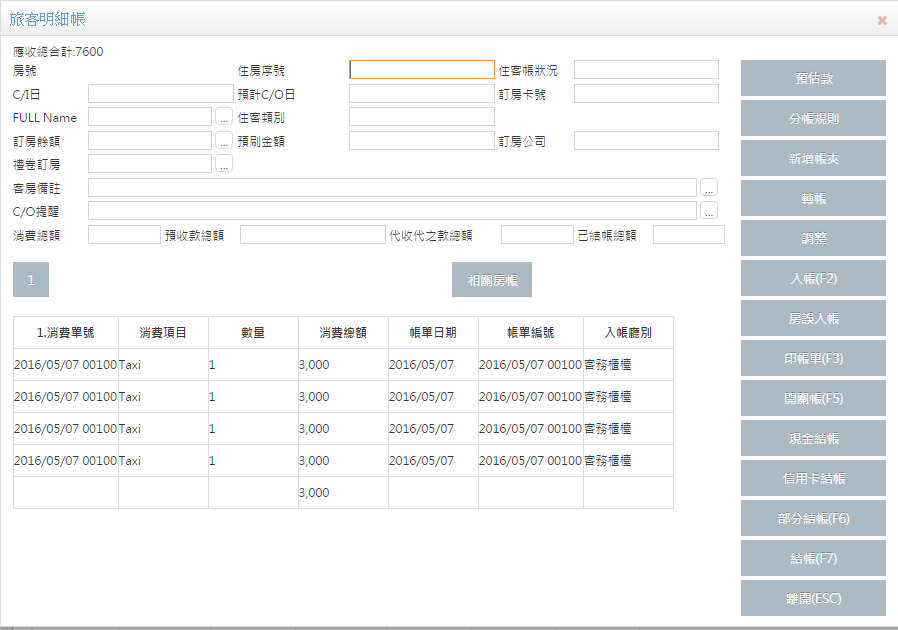 旅客明細帳
應收總合計:7600
房號 住房序號 住客帳狀況
C/I日 預計C/O日 訂房卡號
FULL Name ... 住客類別
訂房餘額 ... 預刷金額 訂房公司
禮卷訂房 ...
客房備註 ...
C/O提醒 ...
消費總額 預收款總額 代收代之款總額 已結帳總額
1 相關房帳
1.消費單號 消費項目 數量 消費總額 帳單日期 帳單編號 入帳廳別
2016/05/07 00100 Taxi 1 3,000 2016/05/07 2016/05/07 00100 客務櫃檯
2016/05/07 00100 Taxi 1 3,000 2016/05/07 2016/05/07 00100 客務櫃檯
2016/05/07 00100 Taxi 1 3,000 2016/05/07 2016/05/07 00100 客務櫃檯
2016/05/07 00100 Taxi 1 3,000 2016/05/07 2016/05/07 00100 客務櫃檯
3,000
預估款
分帳規則
新增帳夾
轉帳
調整
入帳(F2)
房誤入帳
印帳單(F3)
開關帳(F5)
現金結帳
信用卡結帳
部分結帳(F6)
結帳(F7)
離開(ESC)